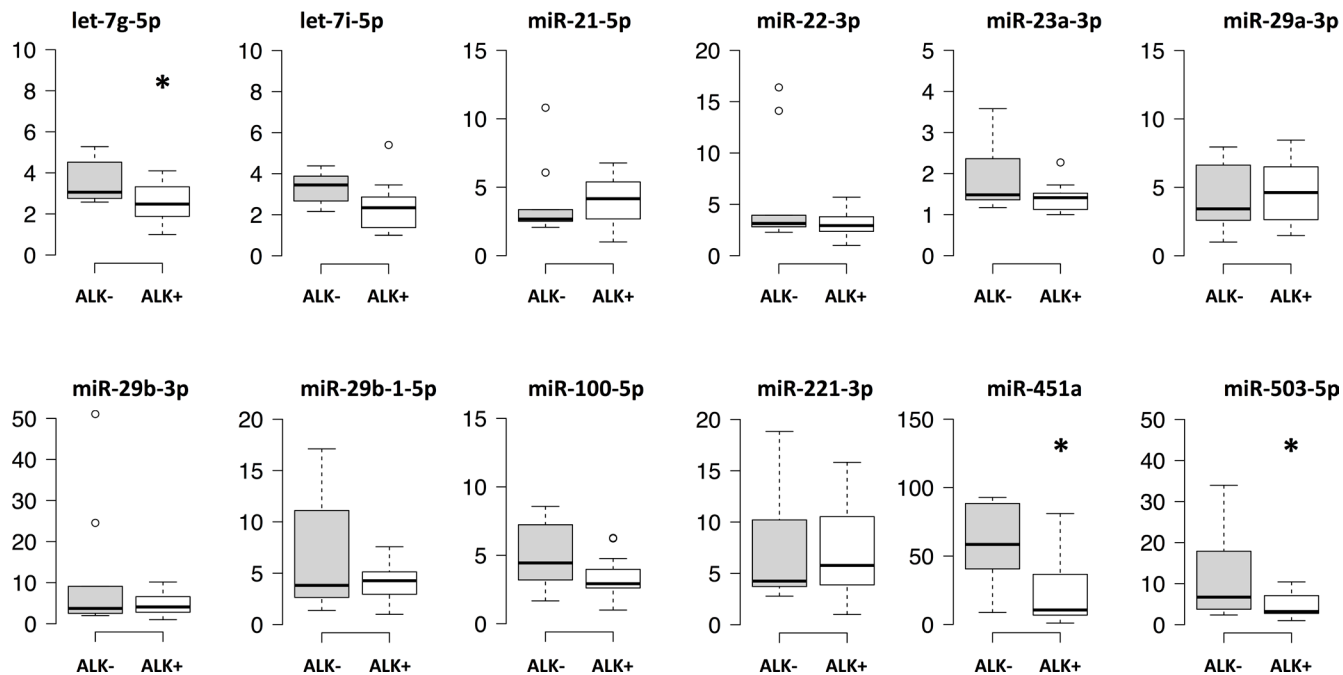 let-7g-5p let-7i-5p miR-21-5p miR-22-3p miR-23a-3p miR-29a-3p
10 8 6 4 2 0
*
ALK- ALK+
10 8 6 4 2 0
ALK- ALK+
15 10 5 0
ALK- ALK+
20 15 10 5 0
ALK- ALK+
5 4 3 2 1 0
ALK- ALK+
15 10 5 0
ALK- ALK+
miR-29b-3p miR-29b-1-5p miR-100-5p miR-221-3p miR-451a miR-503-5p
50 40 30 20 10 0
ALK- ALK+
20 15 10 5 0
ALK- ALK+
15 10 5 0
ALK- ALK+
20 15 10 5 0
ALK- ALK+
150 100 50 0
*
ALK- ALK+
50 40 30 20 10 0
*
ALK- ALK+